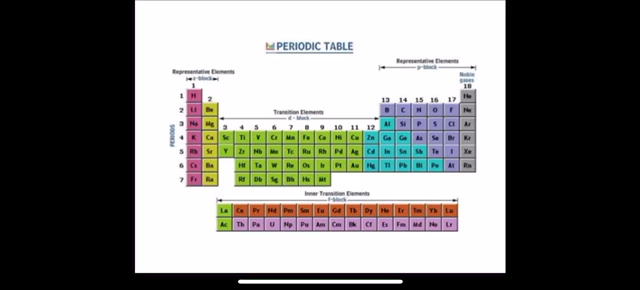 PERIODIC TABLE
Representative Elements
p-block
Representative Elements
s-block
Noble
gases
1 18
1 H He
2 13 14 15 16 17
2 Li Be B C N O F Ne
Transition Elements
d - block
3 Na Mg 3 4 5 6 7 8 9 10 11 12 Al Si P S Cl Ar
PERIODS
4 K Ca Sc Ti V Cr Mn Fe Co Ni Cu Zn Ga Ge As Se Br Kr
5 Rb Sr Y Zr Nb Mo Tc Ru Rh Pd Ag Cd In Sn Sb Te I Xe
6 Cs Ba Hf Ta W Re Os Ir Pt Au Hg Tl Pb Bi Po At Rn
7 Fr Ra Rf Db Sg Bh Hs Mt
Inner Transition Elements
f-block
La Ce Pr Nd Pm Sm Eu Gd Tb Dy Ho Er Tm Yb Lu
Ac Th Pa U Np Pu Am Cm Bk Cf Es Fm Md No Lr